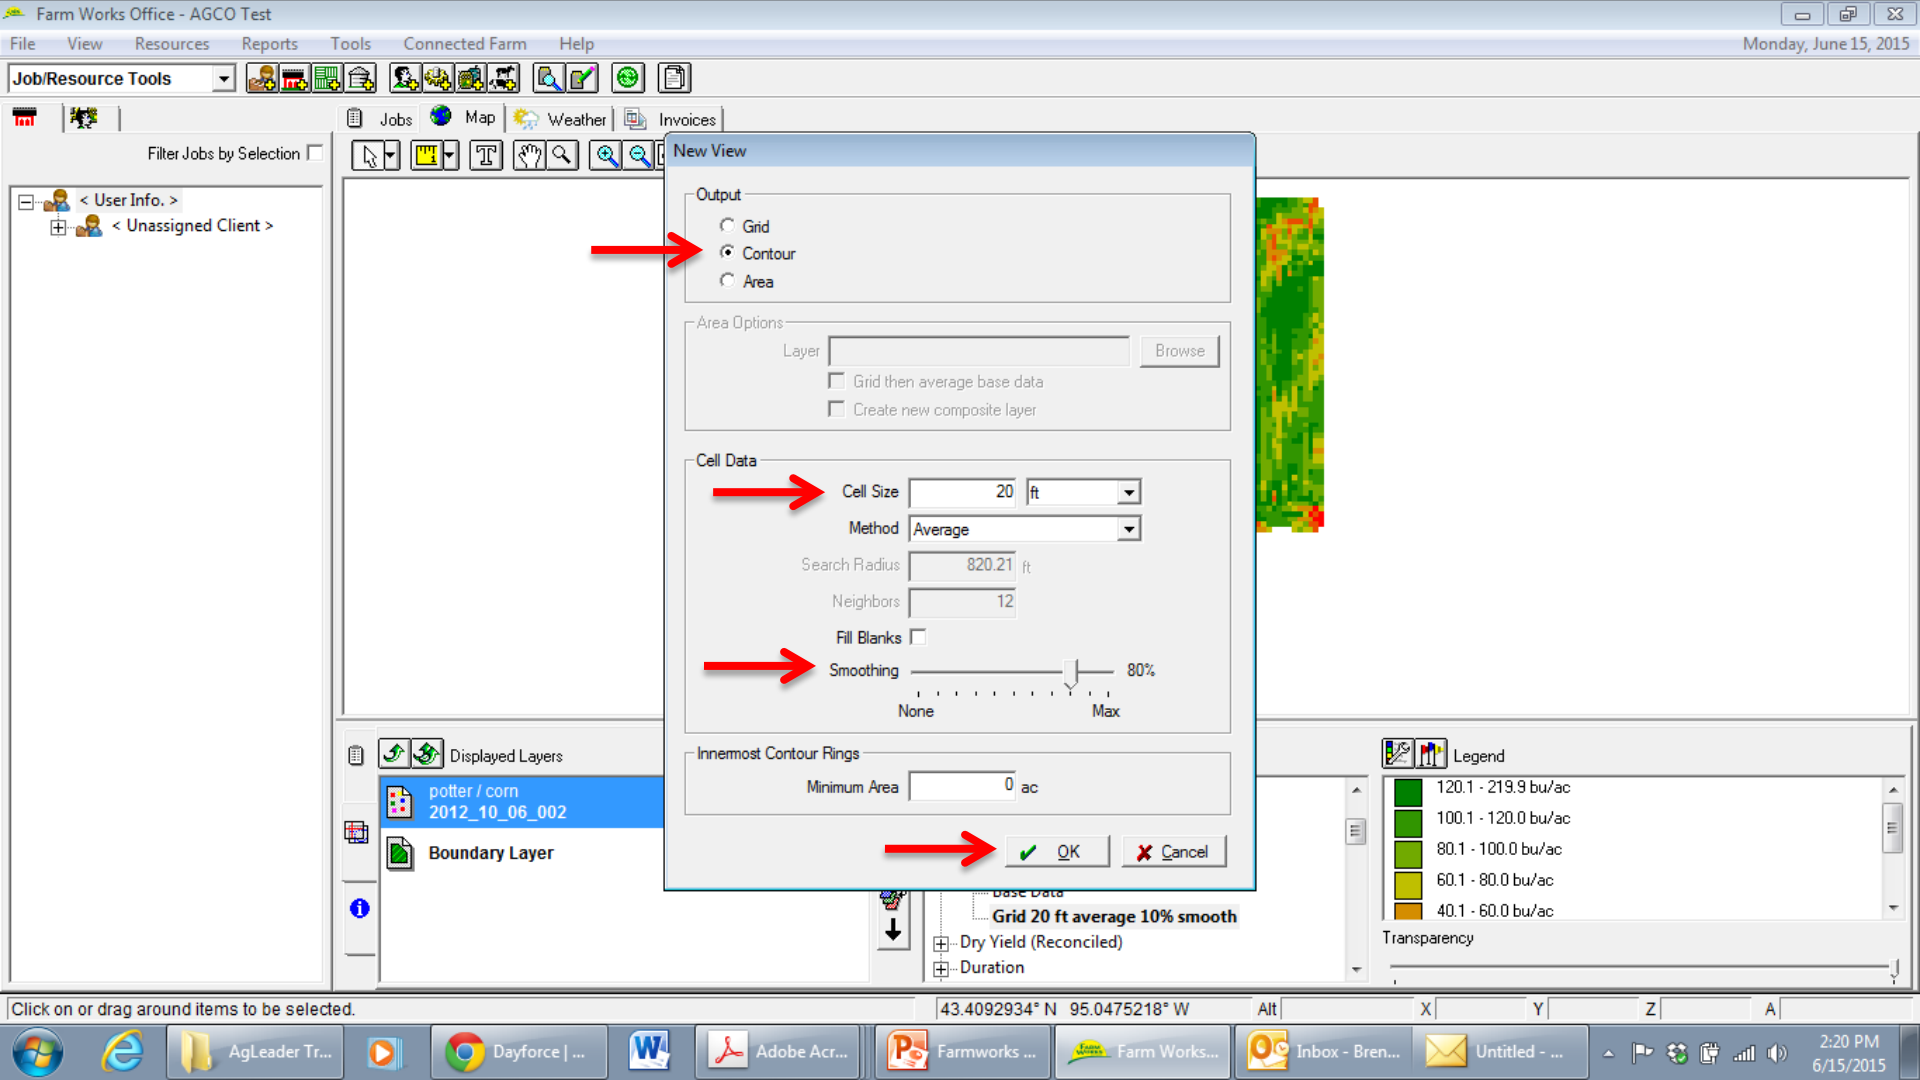 Farm Works Office - AGCO Test
File View Resources Reports Tools Connected Farm Help Monday, June 15, 2015
Job/Resource Tools
Jobs Map Weather Invoices
Filter Jobs by Selection
< User Info. >
< Unassigned Client >
New View
Output
Grid
Contour
Area
Area Options
Layer Browse
Grid then average base data
Create new composite layer
Cell Data
Cell Size 20 ft
Method Average
Search Radius 820.21 ft
Neighbors 12
Fill Blanks
Smoothing 80%
None Max
Innermost Contour Rings
Minimum Area 0 ac
OK Cancel
Displayed Layers
potter / corn
2012_10_06_002
Boundary Layer
Base Data
Grid 20 ft average 10% smooth
Dry Yield (Reconciled)
Duration
Legend
120.1 - 219.9 bu/ac
100.1 - 120.0 bu/ac
80.1 - 100.0 bu/ac
60.1 - 80.0 bu/ac
40.1 - 60.0 bu/ac
Transparency
Click on or drag around items to be selected. 43.4092934° N 95.0475218° W Alt X Y Z A
AgLeader Tr... Dayforce | ... Adobe Acr... Farmworks ... Farm Works... Inbox - Bren... Untitled - ... 2:20 PM
6/15/2015